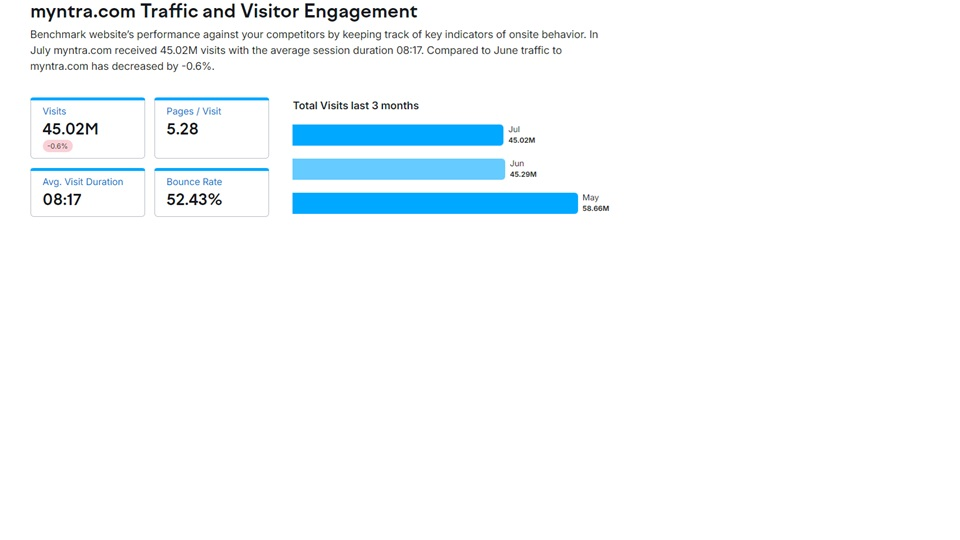 myntra.com Traffic and Visitor Engagement
Benchmark website's performance against your competitors by keeping track of key indicators of onsite behavior. In
July myntra.com received 45.02M visits with the average session duration 08:17. Compared to June traffic to
myntra.com has decreased by -0.6%.
Visits
45.02M
-0.6%
Pages / Visit
5.28
Avg. Visit Duration
08:17
Bounce Rate
52.43%
Total Visits last 3 months
Jul
45.02M
Jun
45.29M
May
58.66M